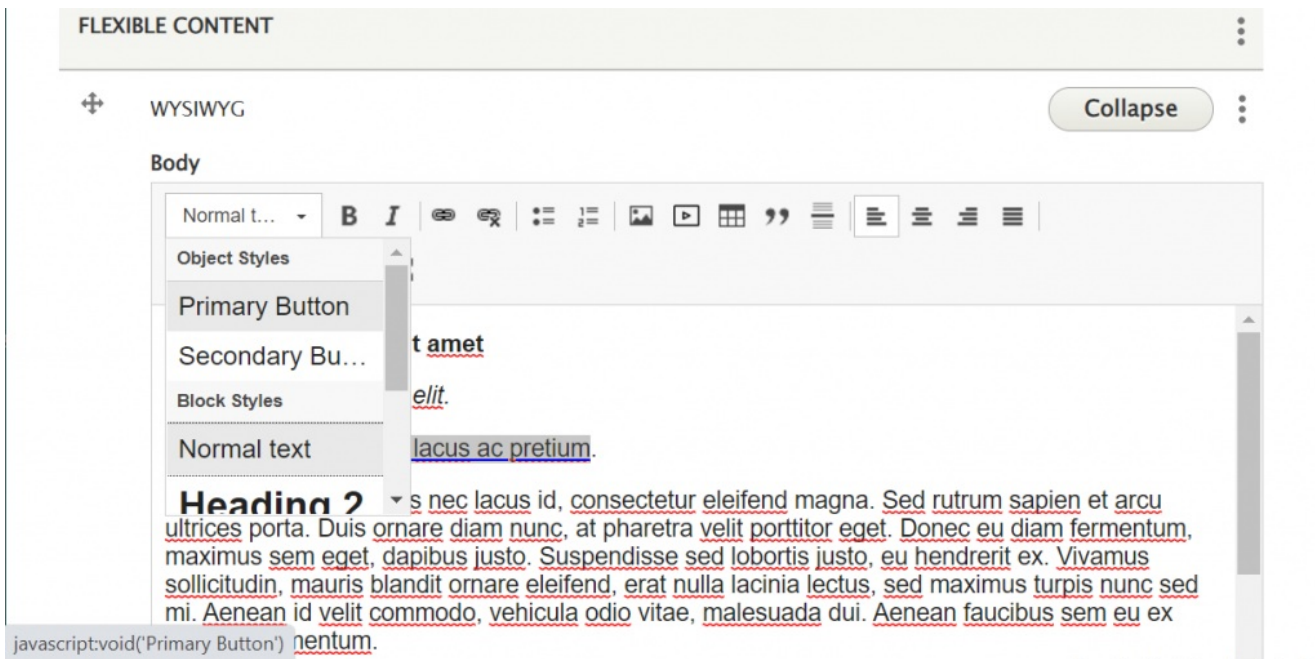 FLEXIBLE CONTENT
WYSIWYG
Collapse
Body
Normal t...
Object Styles
Primary Button
Secondary Bu...
Block Styles
Normal text
Heading 2
t amet
elit.
lacus ac pretium.
s nec lacus id, consectetur eleifend magna. Sed rutrum sapien et arcu
ultrices porta. Duis ornare diam nunc, at pharetra velit porttitor eget. Donec eu diam fermentum,
maximus sem eget, dapibus justo. Suspendisse sed lobortis justo, eu hendrerit ex. Vivamus
sollicitudin, mauris blandit ornare eleifend, erat nulla lacinia lectus, sed maximus turpis nunc sed
mi. Aenean id velit commodo, vehicula odio vitae, malesuada dui. Aenean faucibus sem eu ex
javascript:void('Primary Button') nentum.